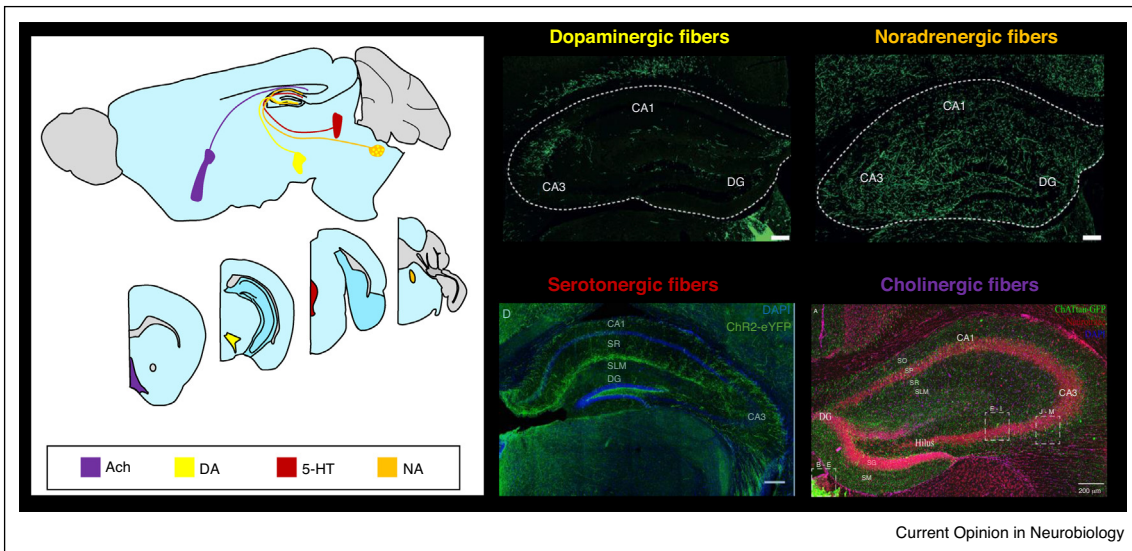 Dopaminergic fibers
Noradrenergic fibers
CA1
CA3
DG
CA1
CA3
DG
Serotonergic fibers
Cholinergic fibers
D
DAPI
ChR2-eYFP
CA1
SR
SLM
DG
CA3
A
ChATtau-GFP
CA1
SO
SP
SR
SLM
CA3
DG
E - I
J - M
Hilus
SG
SM
B - E
200 µm
Ach
DA
5-HT
NA
Current Opinion in Neurobiology